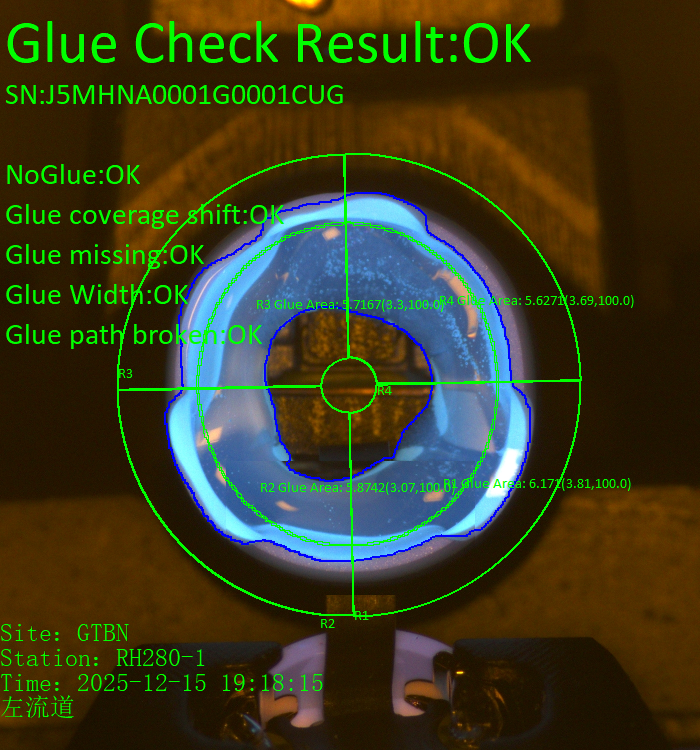 Glue Check Result:OK
SN:J5MHNA0001G0001CUG
NoGlue:OK
Glue coverage shift:OK
Glue missing:OK
Glue Width:OK
R3 Glue Area: 5.7167(3.3,100.0)
R4 Glue Area: 5.6271(3.69,100.0)
Glue path broken:OK
R3
R4
R2 Glue Area: 5.8742(3.07,100.0)
R1 Glue Area: 6.171(3.81,100.0)
R1
R2
Site: GTBN
Station: RH280-1
Time: 2025-12-15 19:18:15
左流道